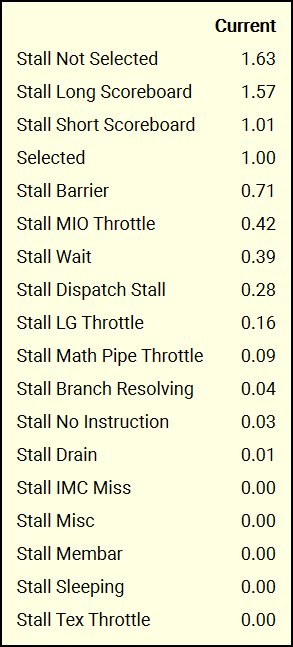 Current
Stall Not Selected 1.63
Stall Long Scoreboard 1.57
Stall Short Scoreboard 1.01
Selected 1.00
Stall Barrier 0.71
Stall MIO Throttle 0.42
Stall Wait 0.39
Stall Dispatch Stall 0.28
Stall LG Throttle 0.16
Stall Math Pipe Throttle 0.09
Stall Branch Resolving 0.04
Stall No Instruction 0.03
Stall Drain 0.01
Stall IMC Miss 0.00
Stall Misc 0.00
Stall Membar 0.00
Stall Sleeping 0.00
Stall Tex Throttle 0.00